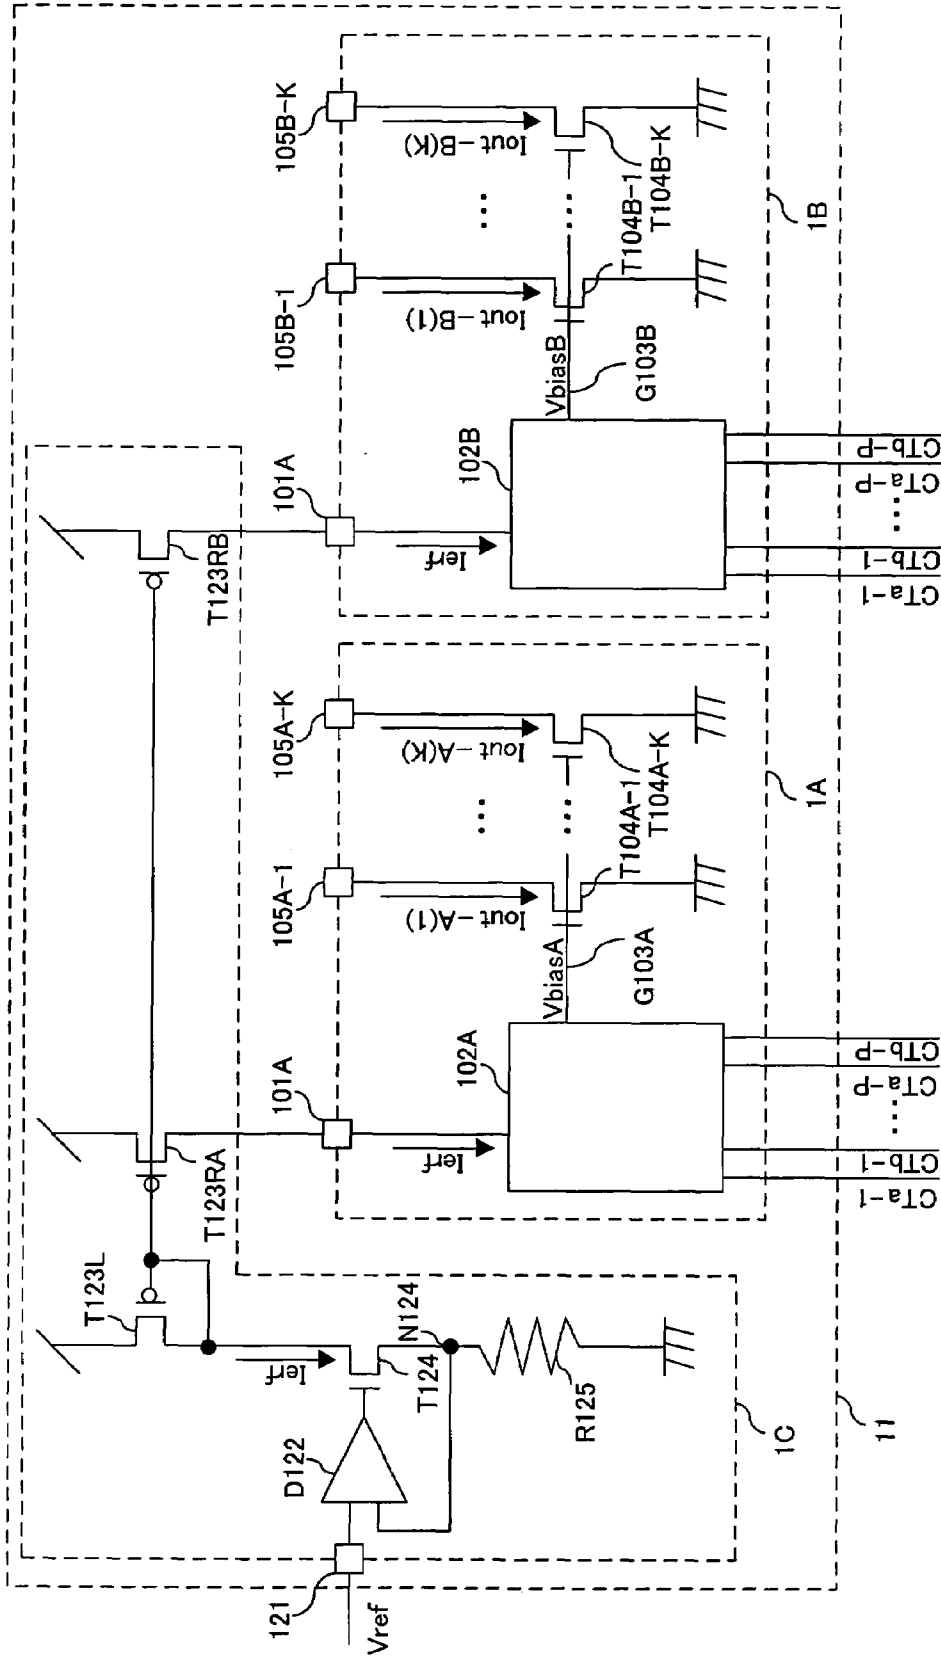 Vref
121
D122
T123L
Ierf
T124
N124
R125
1C
11
T123RA
T123RB
101A
Ierf
102A
VbiasA
G103A
105A-1
Iout-A(1)
...
105A-K
Iout-A(K)
...
T104A-1
T104A-K
1A
CTa-1
CTb-1
...
CTa-P
CTb-P
101A
Ierf
102B
VbiasB
G103B
105B-1
Iout-B(1)
...
105B-K
Iout-B(K)
...
T104B-1
T104B-K
1B
CTa-1
CTb-1
...
CTa-P
CTb-P